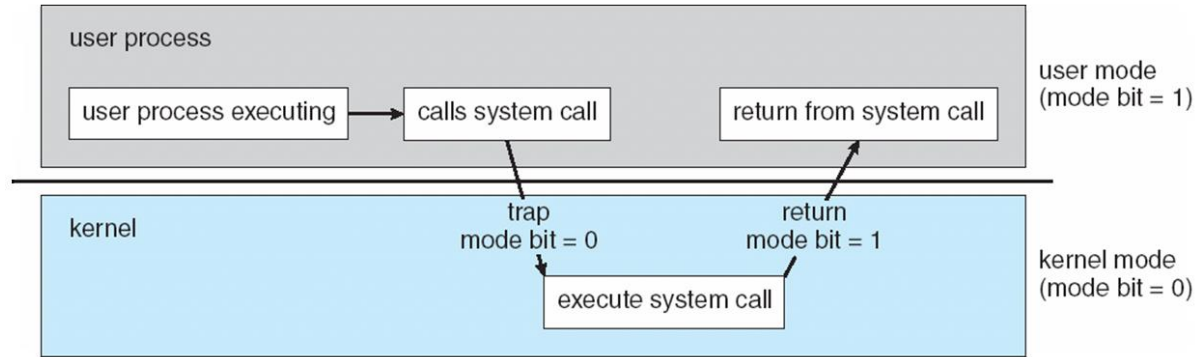 user process
user process executing
calls system call
return from system call
user mode
(mode bit = 1)
kernel
trap
mode bit = 0
return
mode bit = 1
execute system call
kernel mode
(mode bit = 0)